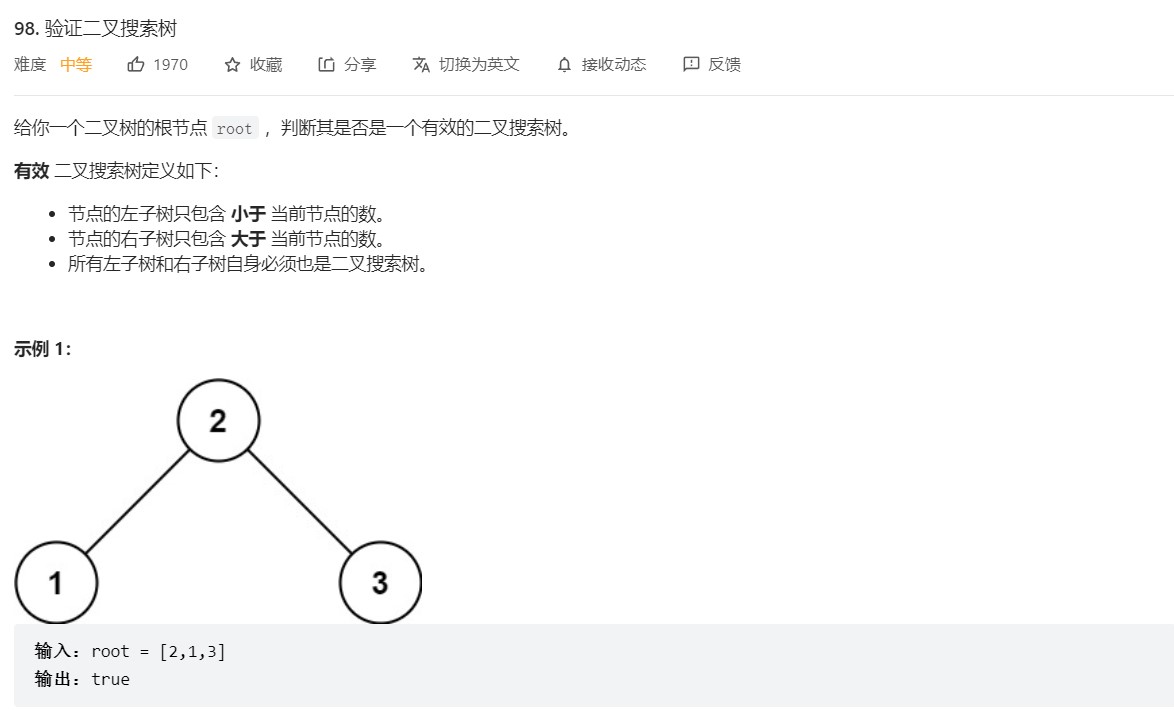 98. 验证二叉搜索树
难度 中等 1970 收藏 分享 切换为英文 接收动态 反馈
给你一个二叉树的根节点 root ，判断其是否是一个有效的二叉搜索树。
有效 二叉搜索树定义如下：
• 节点的左子树只包含 小于 当前节点的数。
• 节点的右子树只包含 大于 当前节点的数。
• 所有左子树和右子树自身必须也是二叉搜索树。
示例 1：
2
1 3
输入：root = [2,1,3]
输出：true